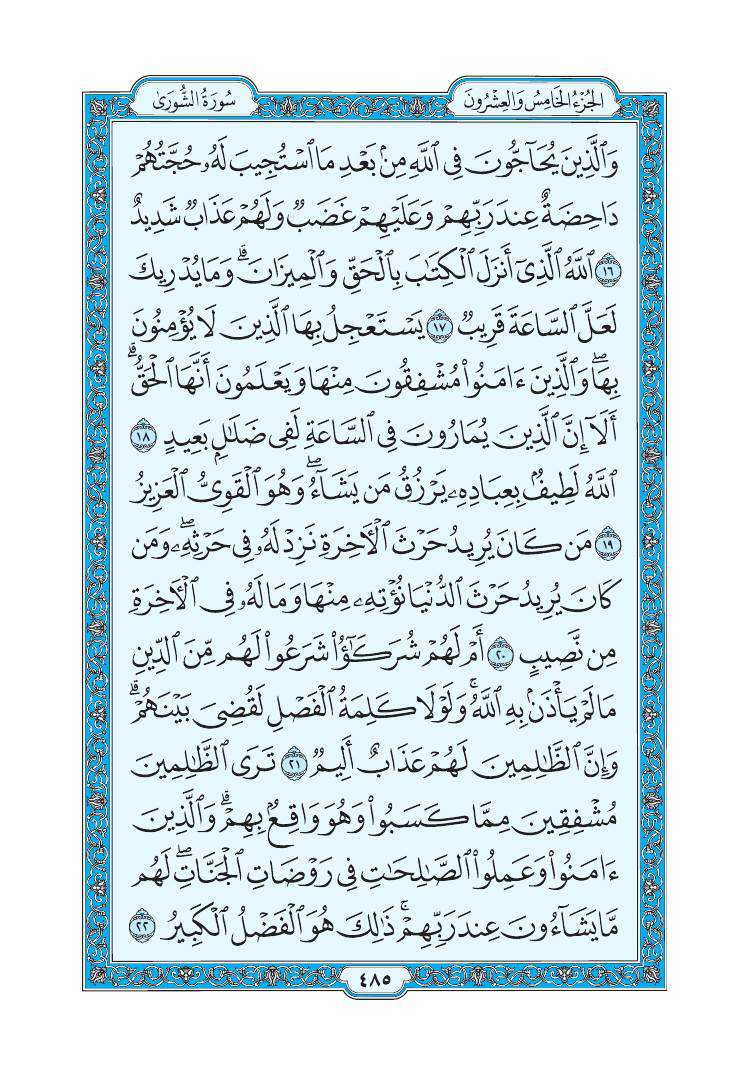 سُورَةُ الشُّورَىٰ
الجُزْءُ الخَامِسُ وَالعِشْرُونَ
وَٱلَّذِينَ يُحَآجُّونَ فِى ٱللَّهِ مِنۢ بَعْدِ مَا ٱسْتُجِيبَ لَهُۥ حُجَّتُهُمْ
دَاحِضَةٌ عِندَ رَبِّهِمْ وَعَلَيْهِمْ غَضَبٌ وَلَهُمْ عَذَابٌ شَدِيدٌ
١٦ ٱللَّهُ ٱلَّذِىٓ أَنزَلَ ٱلْكِتَٰبَ بِٱلْحَقِّ وَٱلْمِيزَانَ ۗ وَمَا يُدْرِيكَ
لَعَلَّ ٱلسَّاعَةَ قَرِيبٌ ١٧ يَسْتَعْجِلُ بِهَا ٱلَّذِينَ لَا يُؤْمِنُونَ
بِهَا ۖ وَٱلَّذِينَ ءَامَنُوا۟ مُشْفِقُونَ مِنْهَا وَيَعْلَمُونَ أَنَّهَا ٱلْحَقُّ ۗ
أَلَآ إِنَّ ٱلَّذِينَ يُمَارُونَ فِى ٱلسَّاعَةِ لَفِى ضَلَٰلٍۭ بَعِيدٍ ١٨
ٱللَّهُ لَطِيفٌۢ بِعِبَادِهِۦ يَرْزُقُ مَن يَشَآءُ ۖ وَهُوَ ٱلْقَوِىُّ ٱلْعَزِيزُ
١٩ مَن كَانَ يُرِيدُ حَرْثَ ٱلْـَٔاخِرَةِ نَزِدْ لَهُۥ فِى حَرْثِهِۦ ۖ وَمَن
كَانَ يُرِيدُ حَرْثَ ٱلدُّنْيَا نُؤْتِهِۦ مِنْهَا وَمَا لَهُۥ فِى ٱلْـَٔاخِرَةِ
مِن نَّصِيبٍ ٢٠ أَمْ لَهُمْ شُرَكَٰٓؤُا۟ شَرَعُوا۟ لَهُم مِّنَ ٱلدِّينِ
مَا لَمْ يَأْذَنۢ بِهِ ٱللَّهُ ۚ وَلَوْلَا كَلِمَةُ ٱلْفَصْلِ لَقُضِىَ بَيْنَهُمْ ۗ
وَإِنَّ ٱلظَّٰلِمِينَ لَهُمْ عَذَابٌ أَلِيمٌ ٢١ تَرَى ٱلظَّٰلِمِينَ
مُشْفِقِينَ مِمَّا كَسَبُوا۟ وَهُوَ وَاقِعٌۢ بِهِمْ ۗ وَٱلَّذِينَ
ءَامَنُوا۟ وَعَمِلُوا۟ ٱلصَّٰلِحَٰتِ فِى رَوْضَاتِ ٱلْجَنَّاتِ ۖ لَهُم
مَّا يَشَآءُونَ عِندَ رَبِّهِمْ ۚ ذَٰلِكَ هُوَ ٱلْفَضْلُ ٱلْكَبِيرُ ٢٢
٤٨٥